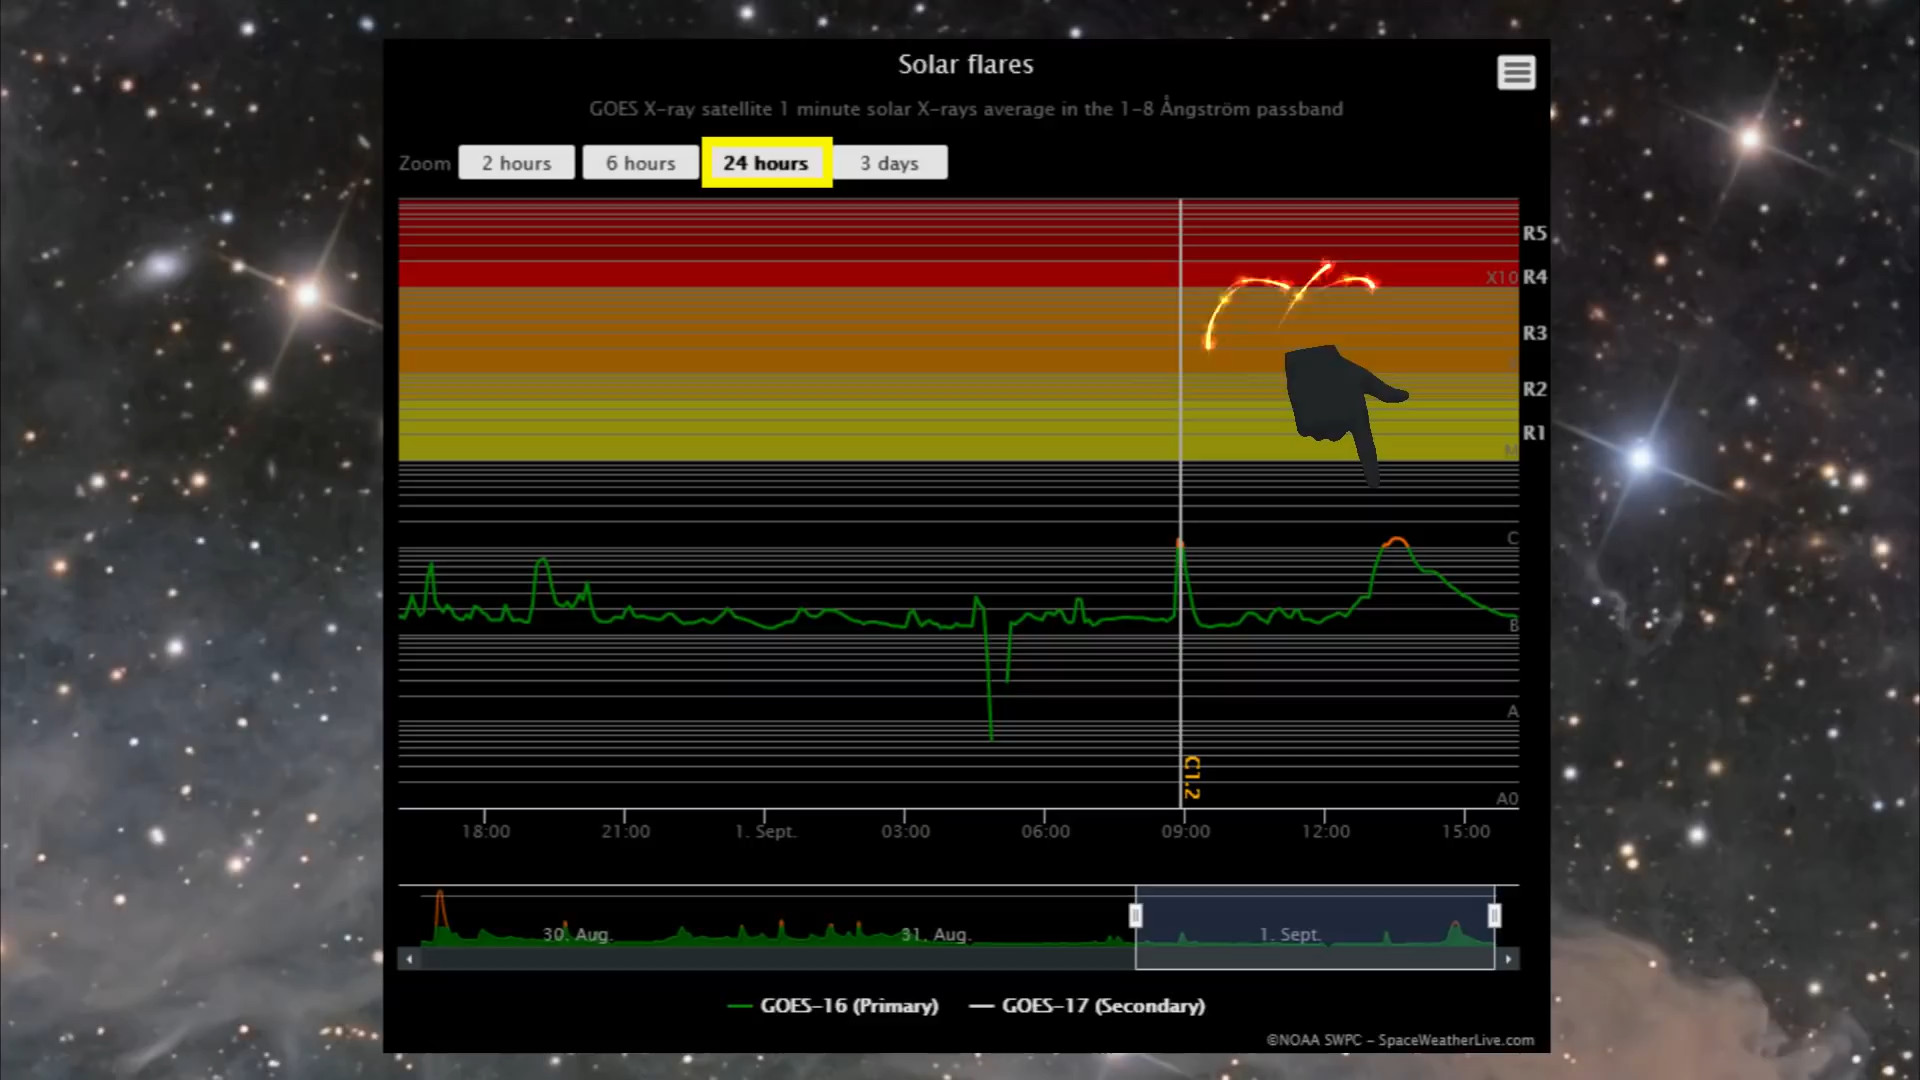 Solar flares
GOES X-ray satellite 1 minute solar X-rays average in the 1-8 Ångström passband
Zoom 2 hours 6 hours 24 hours 3 days
R5
X10 R4
R3
R2
R1
M
C
B
A
C1.2
A0
18:00 21:00 1. Sept. 03:00 06:00 09:00 12:00 15:00
30. Aug. 31. Aug. 1. Sept.
GOES-16 (Primary) GOES-17 (Secondary)
©NOAA SWPC - SpaceWeatherLive.com